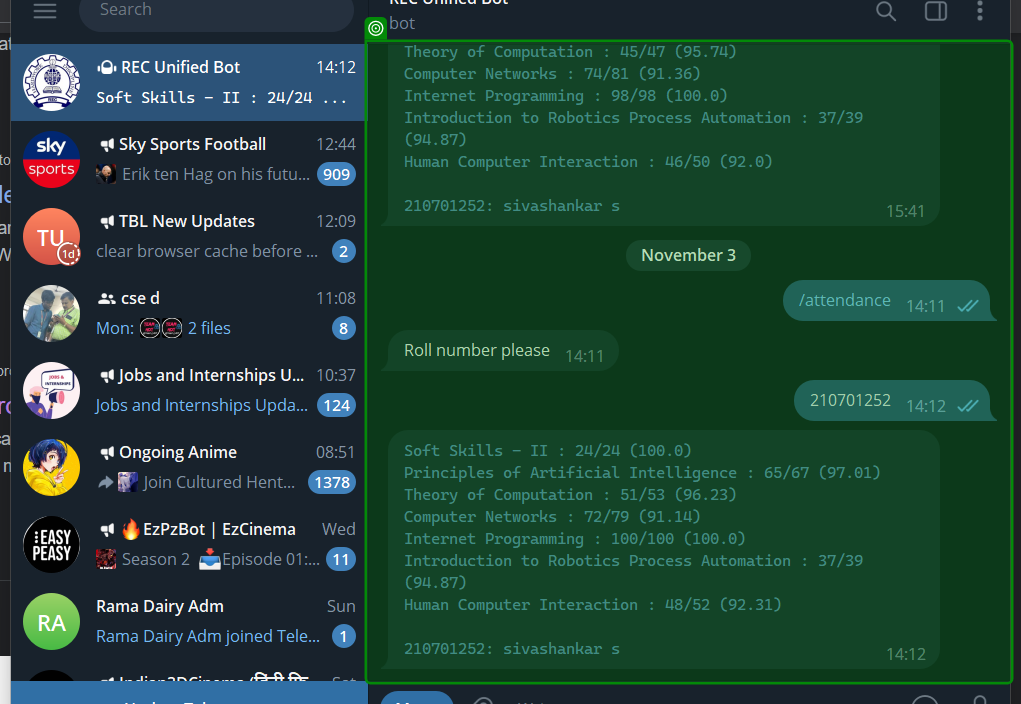 Search
REC Unified Bot
14:12
Soft Skills – II : 24/24 ...
sky
sports
Sky Sports Football
12:44
Erik ten Hag on his futu...
909
TU
1d
TBL New Updates
12:09
clear browser cache before ...
2
cse d
11:08
Mon: 2 files
8
Jobs and Internships U...
10:37
Jobs and Internships Upda...
124
Ongoing Anime
08:51
Join Cultured Hent...
1378
EASY
PEASY
🔥EzPzBot | EzCinema
Wed
Season 2 📥Episode 01:...
11
RA
Rama Dairy Adm
Sun
Rama Dairy Adm joined Tele...
1
REC Unified Bot
bot
Theory of Computation : 45/47 (95.74)
Computer Networks : 74/81 (91.36)
Internet Programming : 98/98 (100.0)
Introduction to Robotics Process Automation : 37/39
(94.87)
Human Computer Interaction : 46/50 (92.0)
210701252: sivashankar s
15:41
November 3
/attendance
14:11
Roll number please
14:11
210701252
14:12
Soft Skills – II : 24/24 (100.0)
Principles of Artificial Intelligence : 65/67 (97.01)
Theory of Computation : 51/53 (96.23)
Computer Networks : 72/79 (91.14)
Internet Programming : 100/100 (100.0)
Introduction to Robotics Process Automation : 37/39
(94.87)
Human Computer Interaction : 48/52 (92.31)
210701252: sivashankar s
14:12